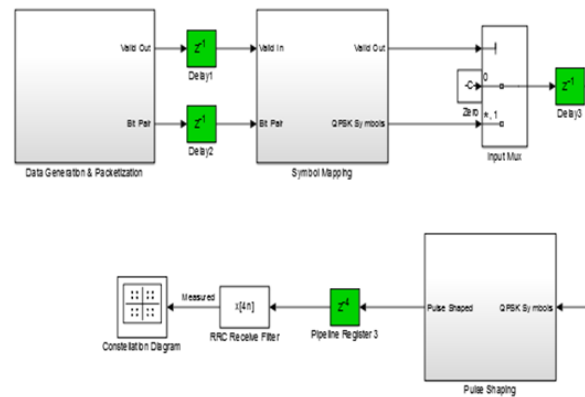 Valid Out
z^-1
Delay1
Valid In
Valid Out
Bit Pair
z^-1
Delay2
Bit Pair
QPSK Symbols
-C-
Zero
0
*, 1
z^-1
Delay3
Data Generation & Packetization
Symbol Mapping
Input Mux
Measured
x[4n]
z^-4
Pulse Shaped
QPSK Symbols
Constellation Diagram
RRC Receive Filter
Pipeline Register 3
Pulse Shaping